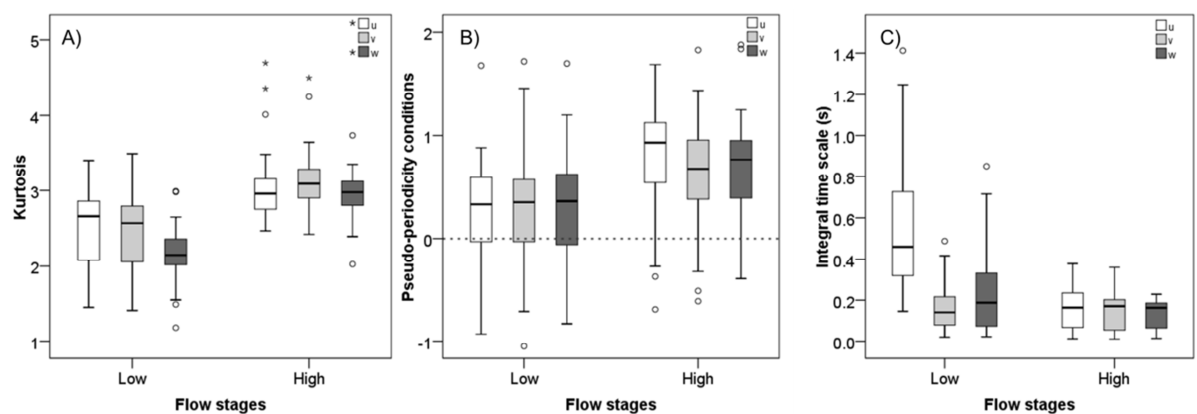 A)
u
v
w
5
4
3
2
1
Kurtosis
Low High
Flow stages
B)
u
v
w
2
1
0
-1
Pseudo-periodicity conditions
Low High
Flow stages
C)
u
v
w
1.4
1.2
1.0
0.8
0.6
0.4
0.2
0.0
Integral time scale (s)
Low High
Flow stages